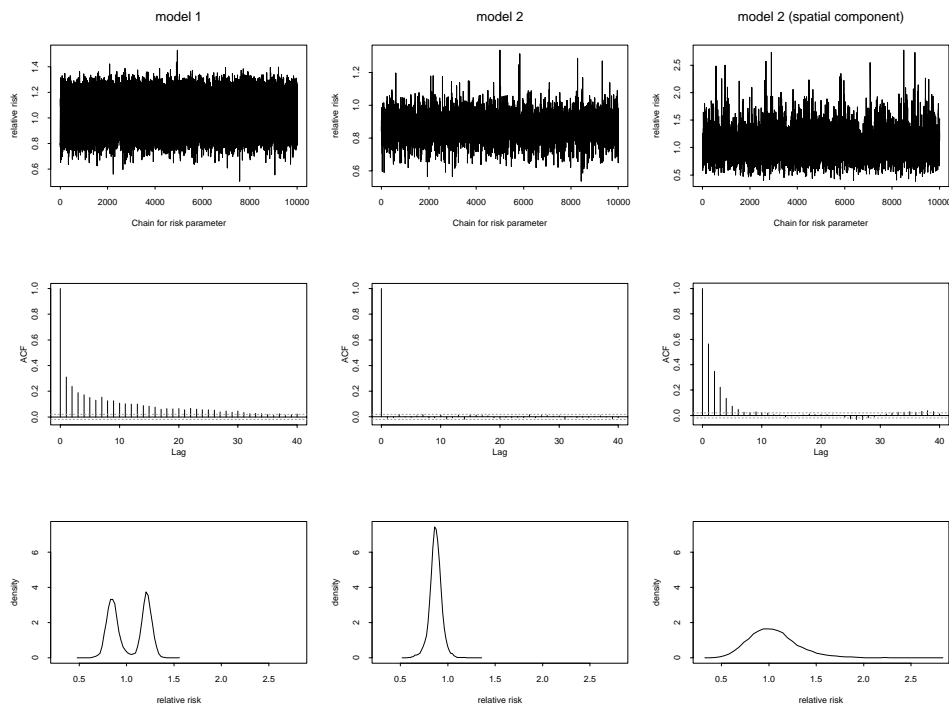 model 1
model 2
model 2 (spatial component)
relative risk
0.6 0.8 1.0 1.2 1.4
0 2000 4000 6000 8000 10000
Chain for risk parameter
relative risk
0.6 0.8 1.0 1.2
0 2000 4000 6000 8000 10000
Chain for risk parameter
relative risk
0.5 1.0 1.5 2.0 2.5
0 2000 4000 6000 8000 10000
Chain for risk parameter
ACF
0.0 0.2 0.4 0.6 0.8 1.0
0 10 20 30 40
Lag
ACF
0.0 0.2 0.4 0.6 0.8 1.0
0 10 20 30 40
Lag
ACF
0.0 0.2 0.4 0.6 0.8 1.0
0 10 20 30 40
Lag
density
0 2 4 6
0.5 1.0 1.5 2.0 2.5
relative risk
density
0 2 4 6
0.5 1.0 1.5 2.0 2.5
relative risk
density
0 2 4 6
0.5 1.0 1.5 2.0 2.5
relative risk